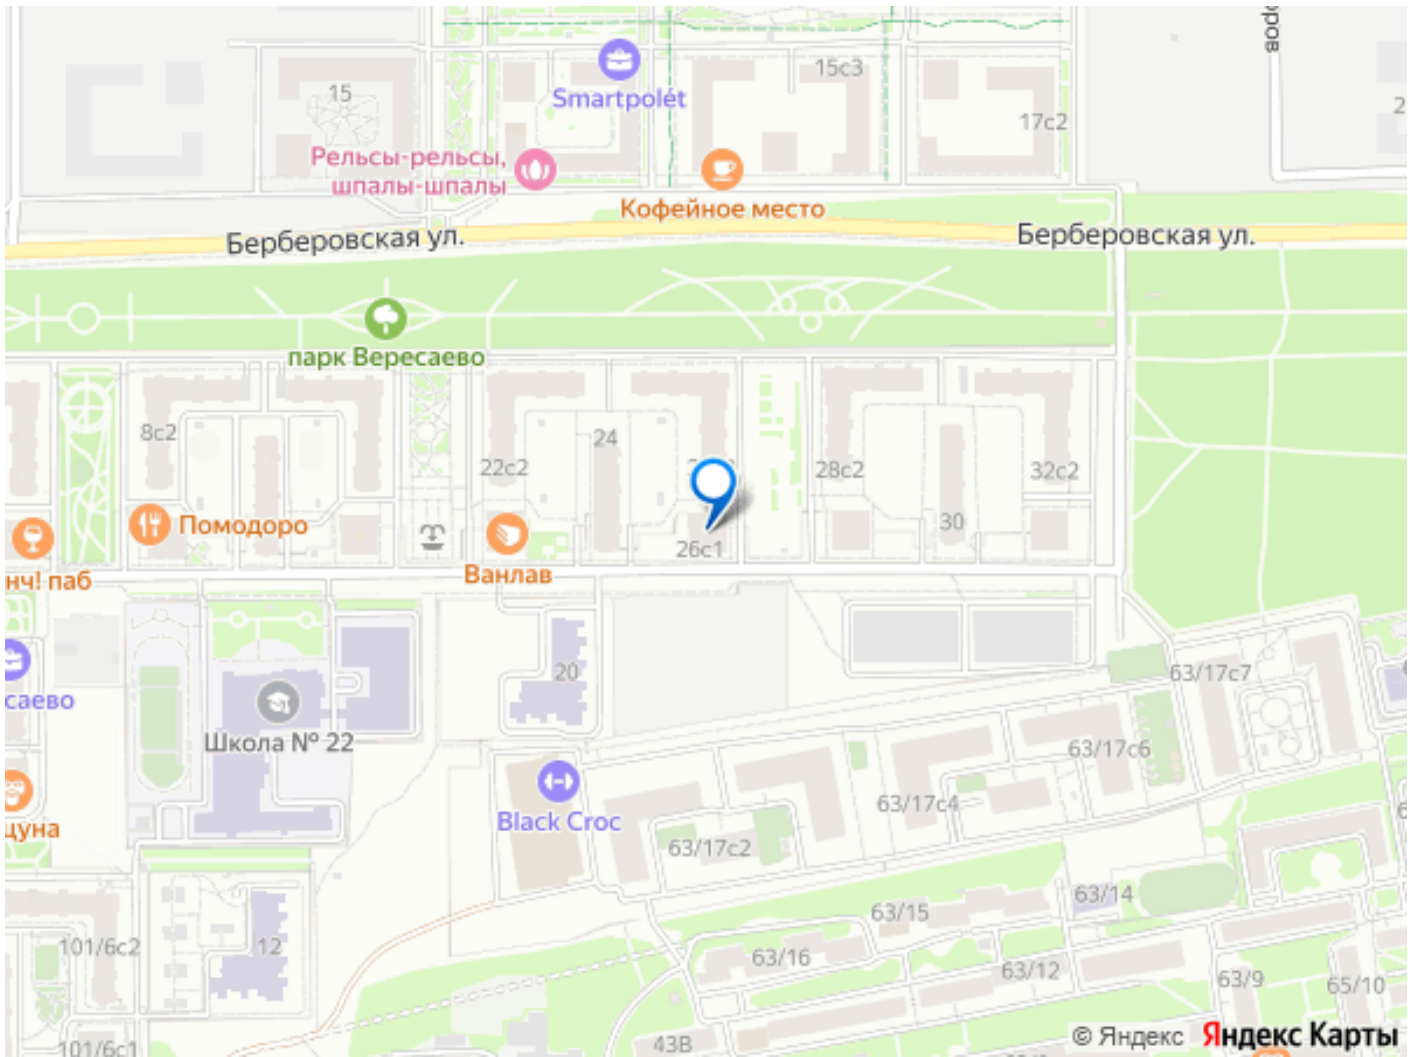 оров
15
15с3
Smartpolét
2
17с2
Рельсы-рельсы,
шпалы-шпалы
Кофейное место
Берберовская ул.
Берберовская ул.
парк Вересаево
8с2
24
22с2
28с2
32с2
Помодоро
30
26с1
нч! паб
Ванлав
20
63/17с7
саево
Школа № 22
63/17с6
63/17с4
цуна
Black Croc
63/17с2
63/14
63/15
101/6с2
12
63/16
63/12
63/9
65/10
43В
101/6с1
© Яндекс Яндекс Карты